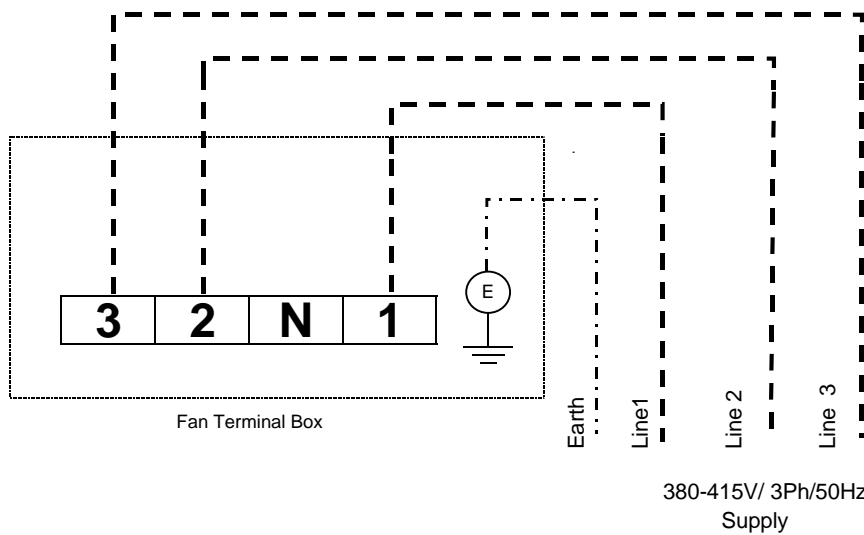 E
3 2 N 1
Fan Terminal Box
Earth
Line1
Line 2
Line 3
380-415V/ 3Ph/50Hz
Supply